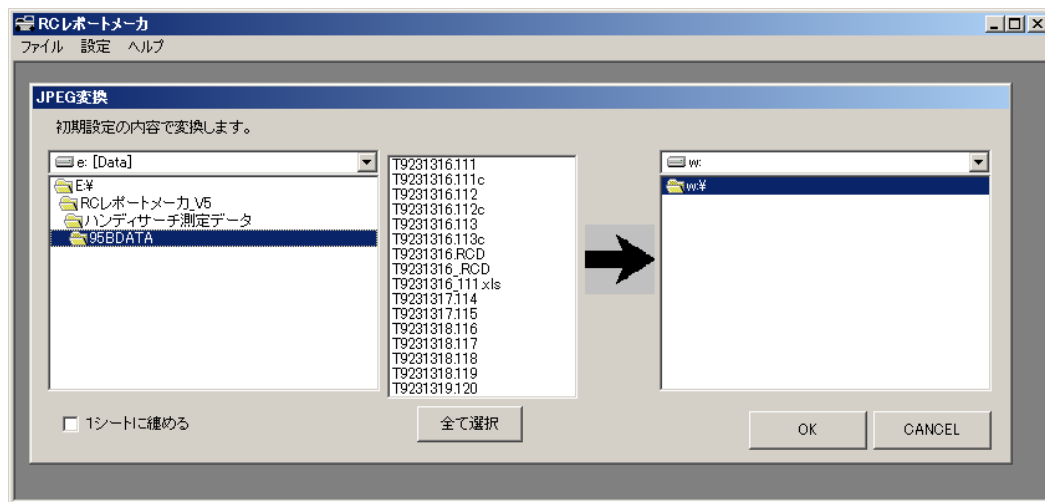 RCレポートメーカ
ファイル 設定 ヘルプ
JPEG変換
初期設定の内容で変換します。
e: [Data]
E:¥
RCレポートメーカ_V5
ハンディサーチ測定データ
95BDATA
T9231316.111
T9231316.111c
T9231316.112
T9231316.112c
T9231316.113
T9231316.113c
T9231316.RCD
T9231316_.RCD
T9231316_111.xls
T9231317.114
T9231317.115
T9231318.116
T9231318.117
T9231318.118
T9231318.119
T9231319.120
w:
w:¥
1シートに纏める
全て選択
OK
CANCEL